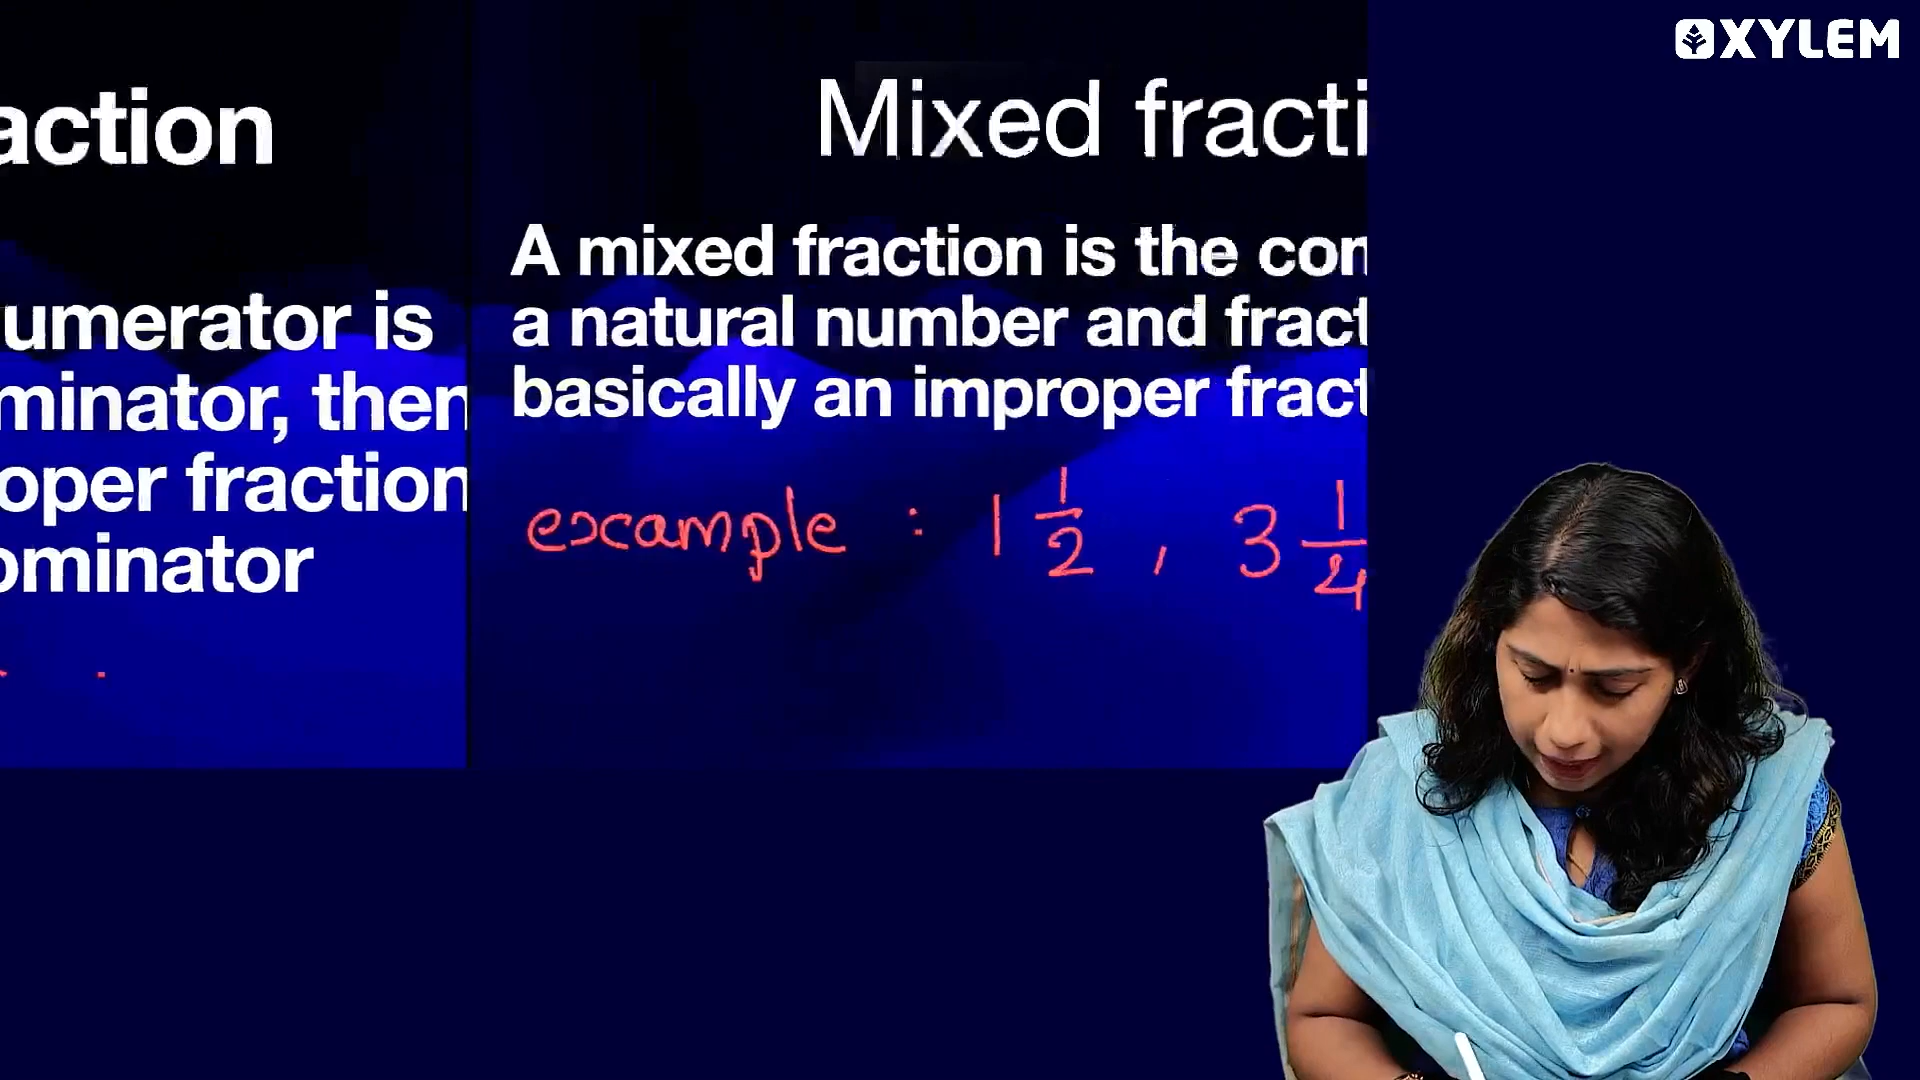 XYLEM
action
umerator is
minator, then
oper fraction
ominator
Mixed fracti
A mixed fraction is the con
a natural number and fract
basically an improper fract
example : 1 1/2 , 3 1/4